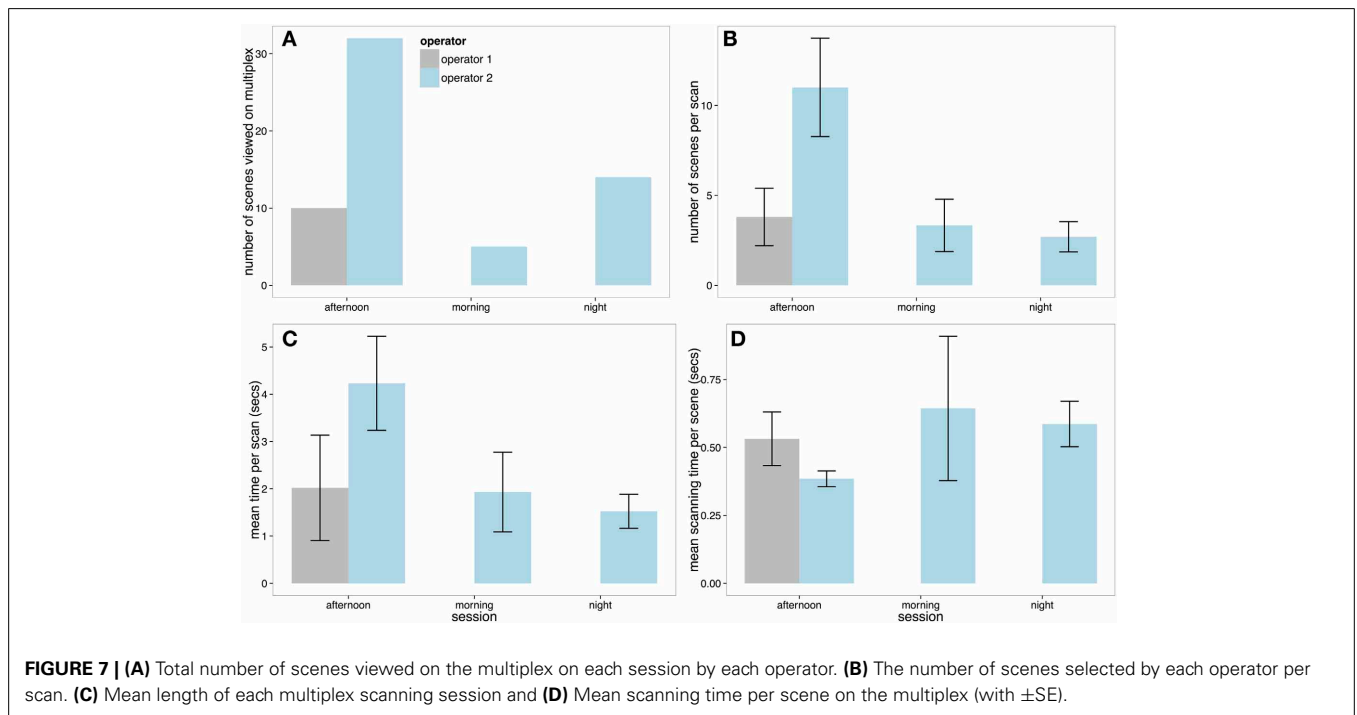 A
operator
operator 1
operator 2
number of scenes viewed on multiplex
30
20
10
0
afternoon morning night
B
number of scenes per scan
10
5
0
afternoon morning night
C
mean time per scan (secs)
5
4
3
2
1
0
afternoon morning night
session
D
mean scanning time per scene (secs)
0.75
0.50
0.25
0.00
afternoon morning night
FIGURE 7 | (A) Total number of scenes viewed on the multiplex on each session by each operator. (B) The number of scenes selected by each operator per
scan. (C) Mean length of each multiplex scanning session and (D) Mean scanning time per scene on the multiplex (with ±SE).